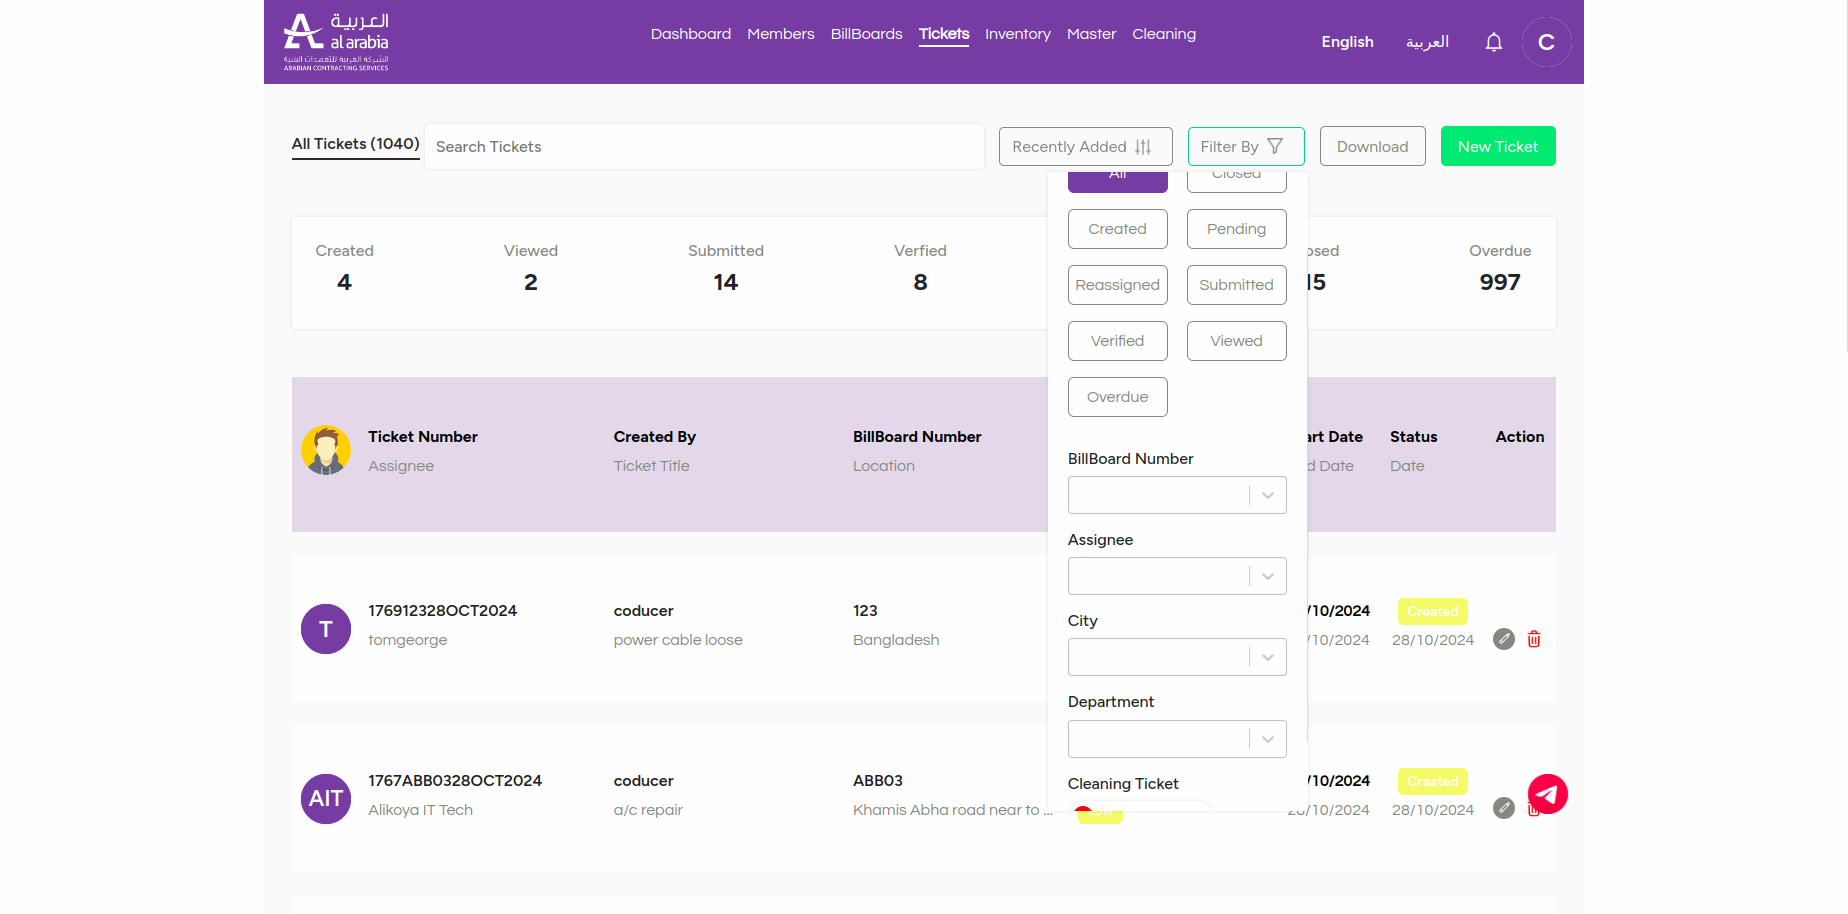 العربية
al arabia
الشركة العربية للتعهدات الفنية
ARABIAN CONTRACTING SERVICES
Dashboard Members BillBoards Tickets Inventory Master Cleaning
English العربية C
All Tickets (1040) Search Tickets Recently Added Filter By Download New Ticket
All Closed
Created Viewed Submitted Verfied Overdue
4 2 14 8 15 997
Created Pending
Reassigned Submitted
Verified Viewed
Overdue
BillBoard Number
Assignee
City
Department
Cleaning Ticket
Ticket Number Created By BillBoard Number Status Action
Assignee Ticket Title Location Date
T 176912328OCT2024 coducer 123 /10/2024 Created
tomgeorge power cable loose Bangladesh /10/2024 28/10/2024
AIT 1767ABB0328OCT2024 coducer ABB03 /10/2024 Created
Alikoya IT Tech a/c repair Khamis Abha road near to ... 28/10/2024 28/10/2024